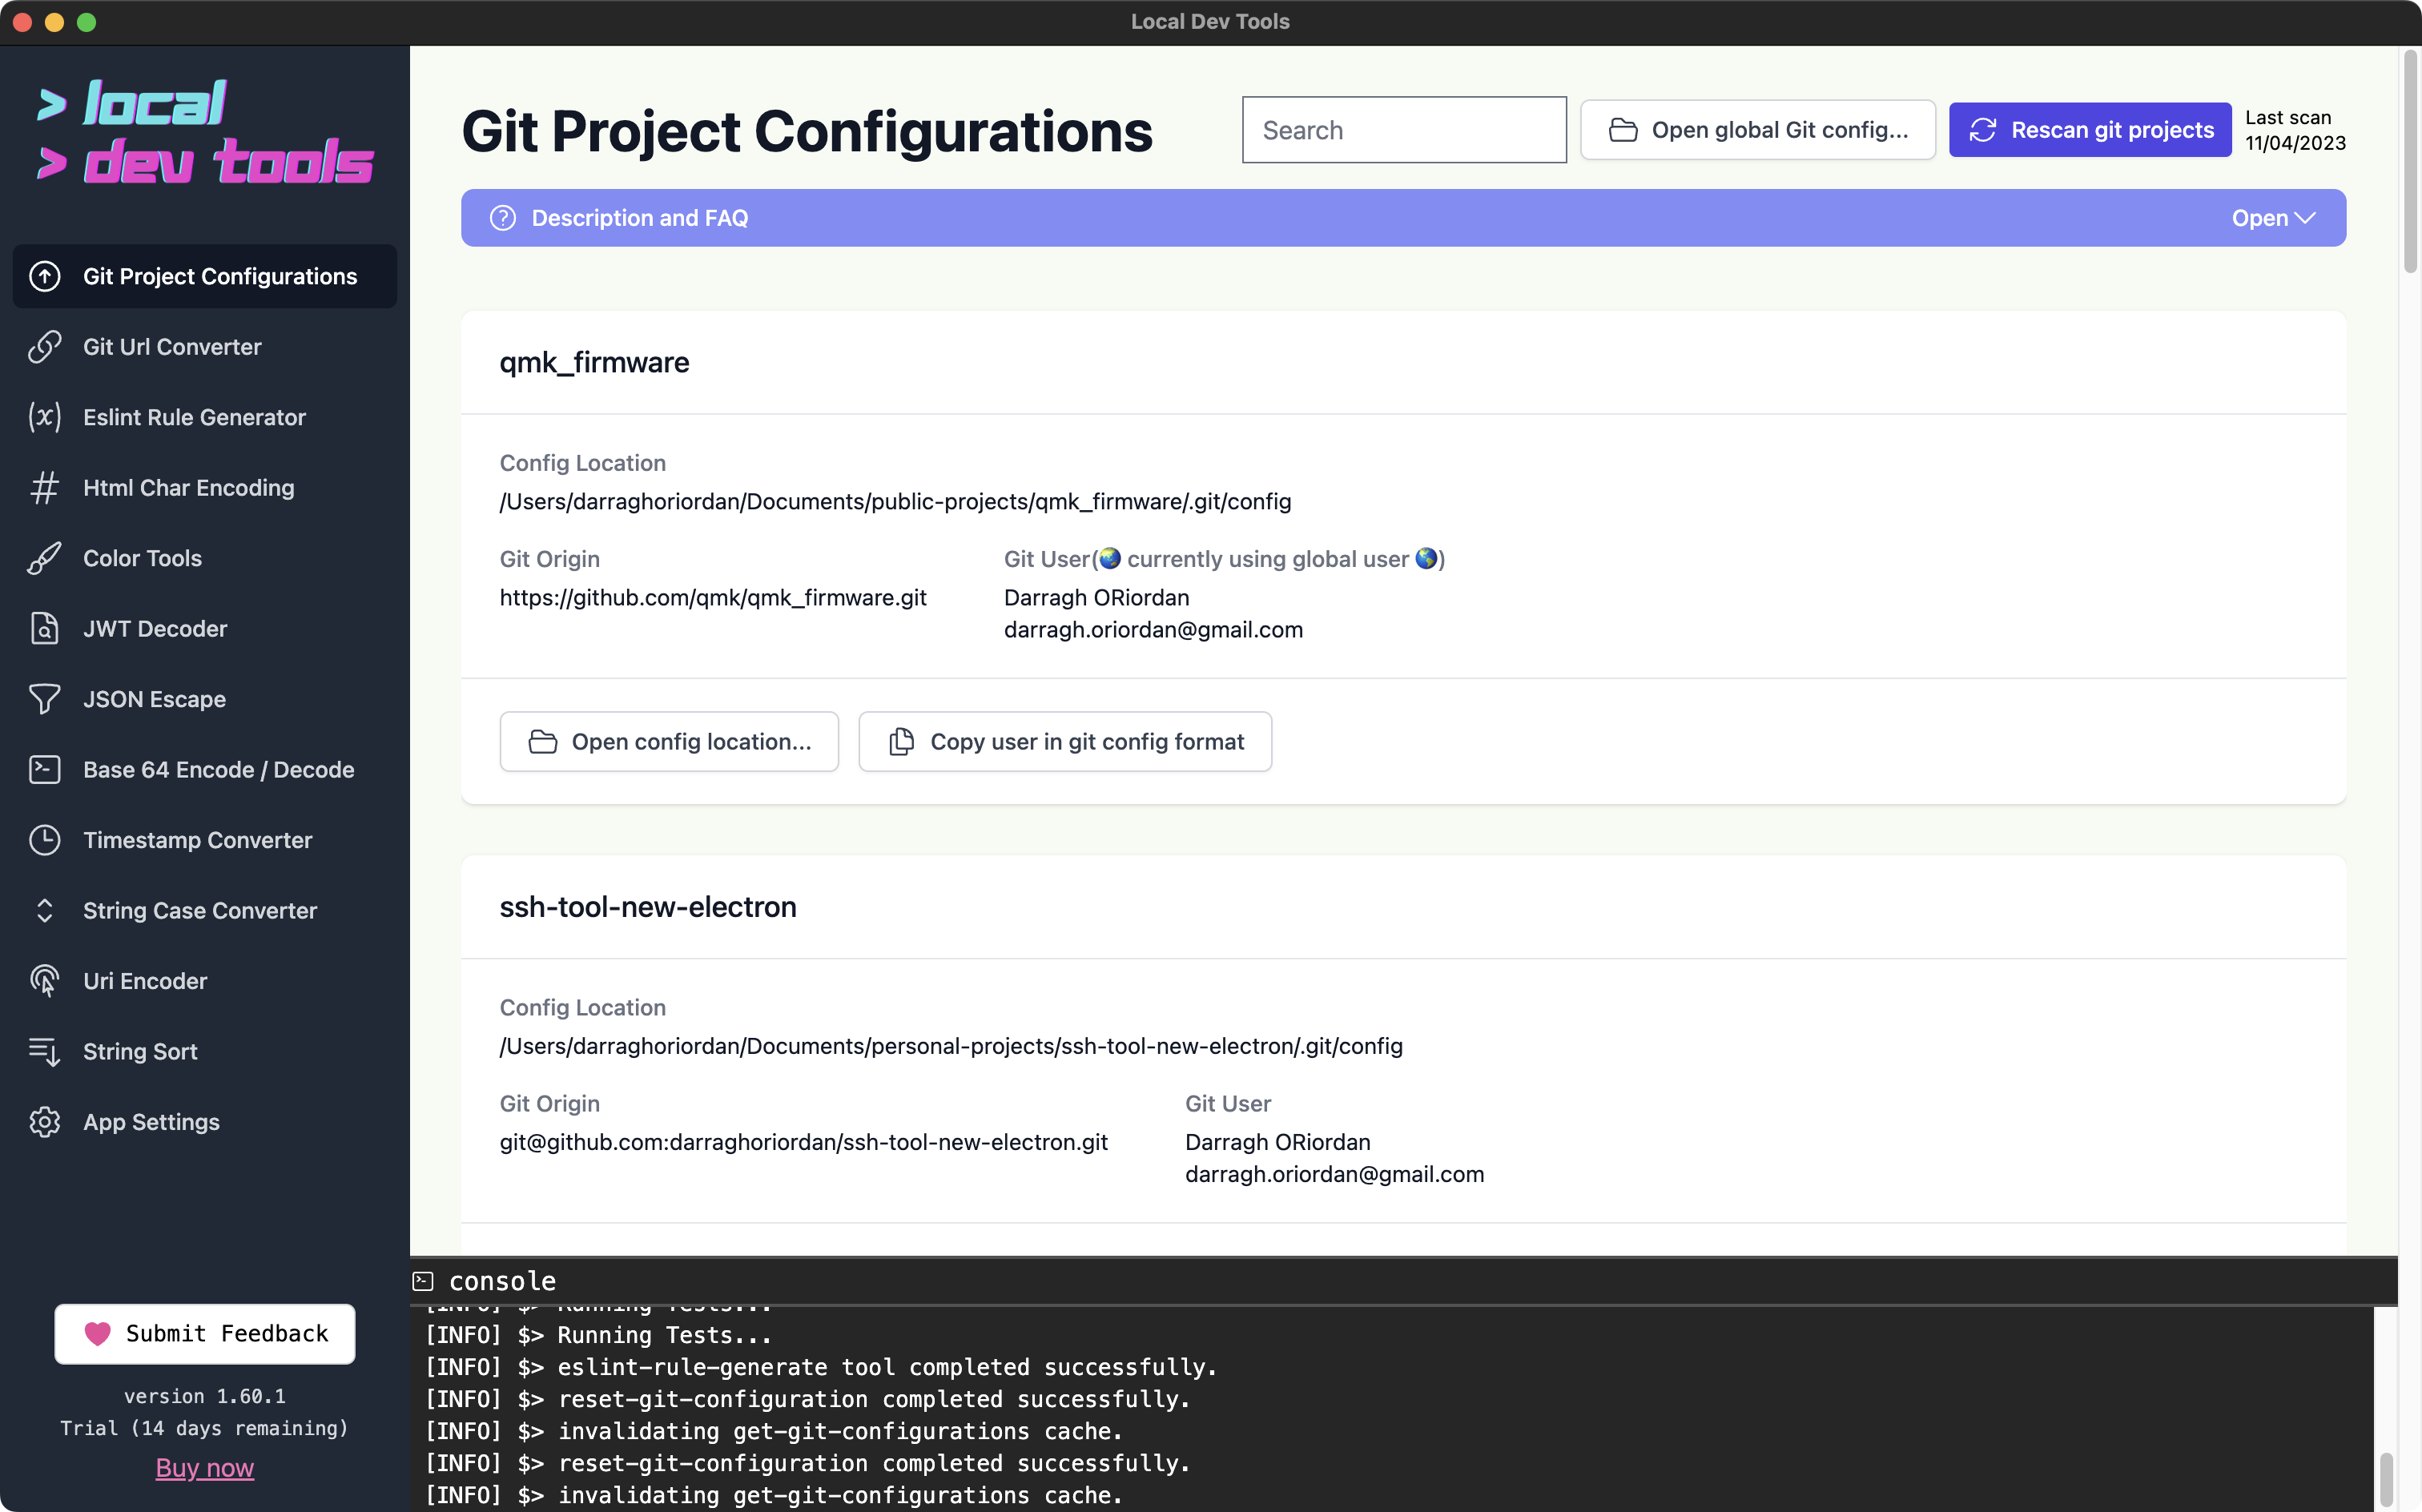 Local Dev Tools
> local
> dev tools
Git Project Configurations
Git Url Converter
Eslint Rule Generator
Html Char Encoding
Color Tools
JWT Decoder
JSON Escape
Base 64 Encode / Decode
Timestamp Converter
String Case Converter
Uri Encoder
String Sort
App Settings
Submit Feedback
version 1.60.1
Trial (14 days remaining)
Buy now
Git Project Configurations
Search
Open global Git config...
Rescan git projects
Last scan
11/04/2023
Description and FAQ
Open
qmk_firmware
Config Location
/Users/darraghoriordan/Documents/public-projects/qmk_firmware/.git/config
Git Origin
https://github.com/qmk/qmk_firmware.git
Git User(🌏 currently using global user 🌎)
Darragh ORiordan
darragh.oriordan@gmail.com
Open config location...
Copy user in git config format
ssh-tool-new-electron
Config Location
/Users/darraghoriordan/Documents/personal-projects/ssh-tool-new-electron/.git/config
Git Origin
git@github.com:darraghoriordan/ssh-tool-new-electron.git
Git User
Darragh ORiordan
darragh.oriordan@gmail.com
console
[INFO] $> Running Tests...
[INFO] $> Running Tests...
[INFO] $> eslint-rule-generate tool completed successfully.
[INFO] $> reset-git-configuration completed successfully.
[INFO] $> invalidating get-git-configurations cache.
[INFO] $> reset-git-configuration completed successfully.
[INFO] $> invalidating get-git-configurations cache.